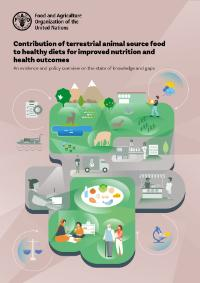 Food and Agriculture
Organization of the
United Nations
Contribution of terrestrial animal source food
to healthy diets for improved nutrition and
health outcomes
An evidence and policy overview on the state of knowledge and gaps